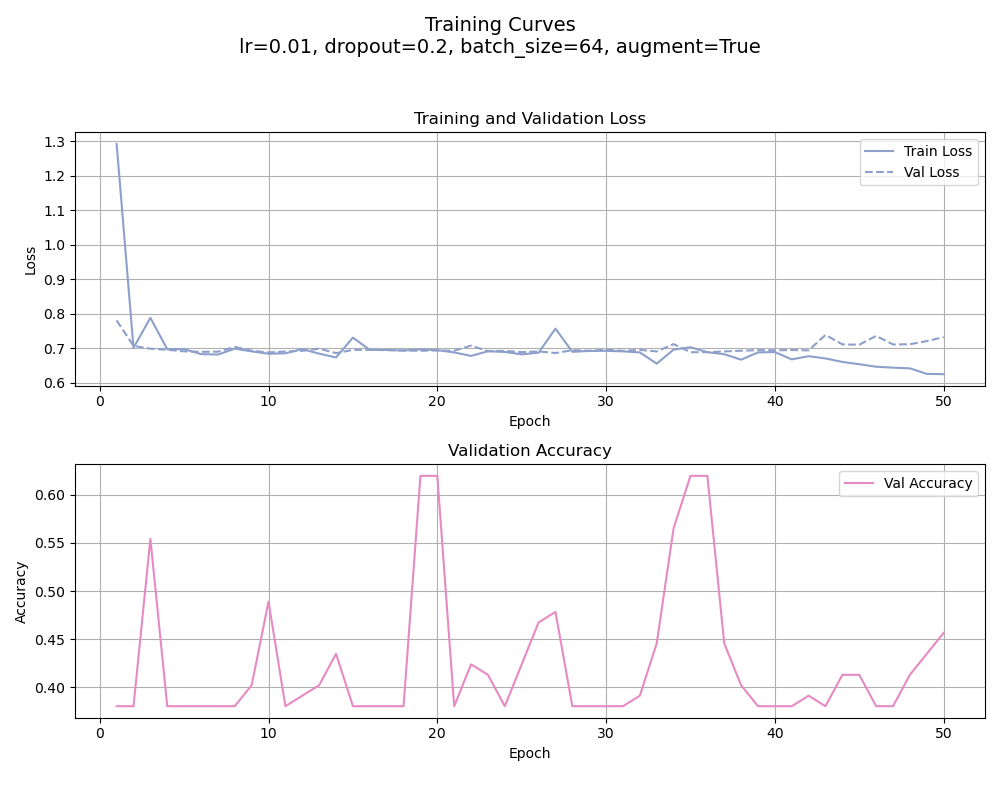 Training Curves
lr=0.01, dropout=0.2, batch_size=64, augment=True
Training and Validation Loss
1.3
1.2
1.1
1.0
0.9
0.8
0.7
0.6
Loss
Train Loss
Val Loss
0
10
20
30
40
50
Epoch
Validation Accuracy
0.60
0.55
0.50
0.45
0.40
Accuracy
Val Accuracy
0
10
20
30
40
50
Epoch